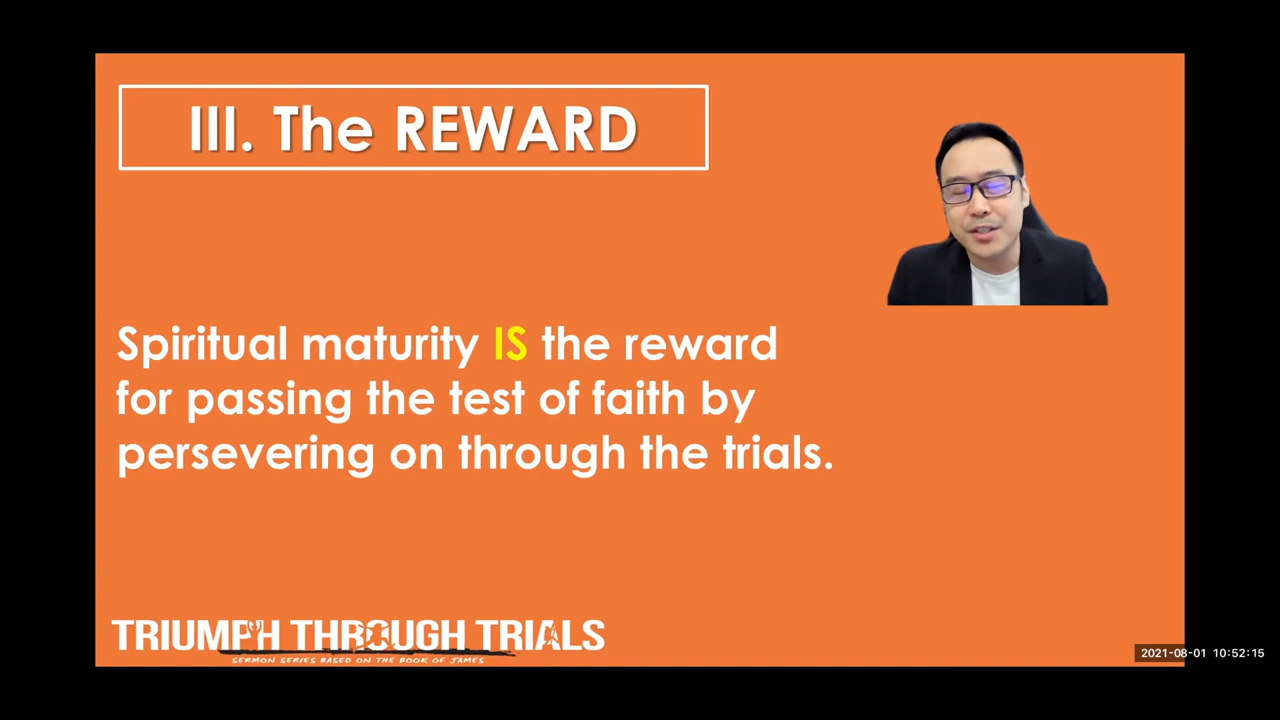 III. The REWARD
Spiritual maturity IS the reward
for passing the test of faith by
persevering on through the trials.
TRIUMPH THROUGH TRIALS
SERMON SERIES BASED ON THE BOOK OF JAMES
2021-08-01 10:52:15